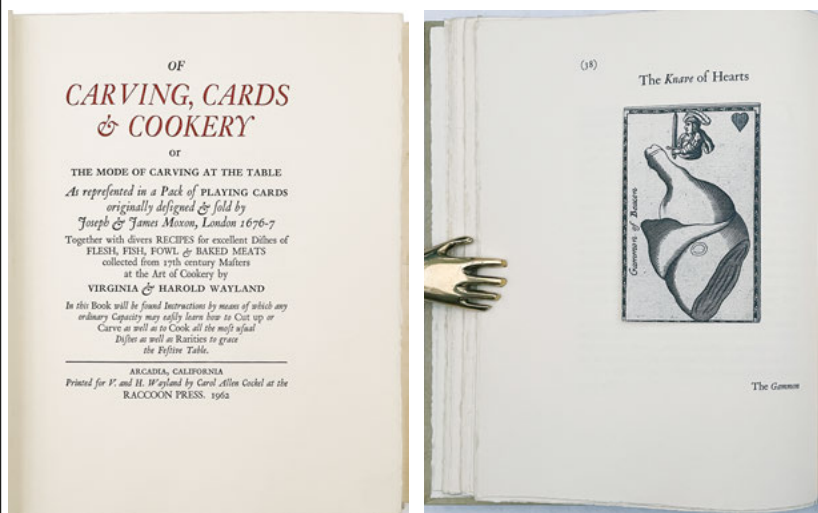 OF
CARVING, CARDS
& COOKERY
or
THE MODE OF CARVING AT THE TABLE
As repreſented in a Pack of PLAYING CARDS
originally deſigned & ſold by
Joseph & James Moxon, London 1676-7
Together with divers RECIPES for excellent Diſhes of
FLESH, FISH, FOWL & BAKED MEATS
collected from 17th century Maſters
at the Art of Cookery by
VIRGINIA & HAROLD WAYLAND
In this Book will be found Instructions by means of which any
ordinary Capacity may eaſily learn how to Cut up or
Carve as well as to Cook all the moſt uſual
Diſhes as well as Rarities to grace
the Feſtive Table.
ARCADIA, CALIFORNIA
Printed for V. and H. Wayland by Carol Allen Cockel at the
RACCOON PRESS. 1962
(38)
The Knave of Hearts
Gammon of Beacon
The Gammon